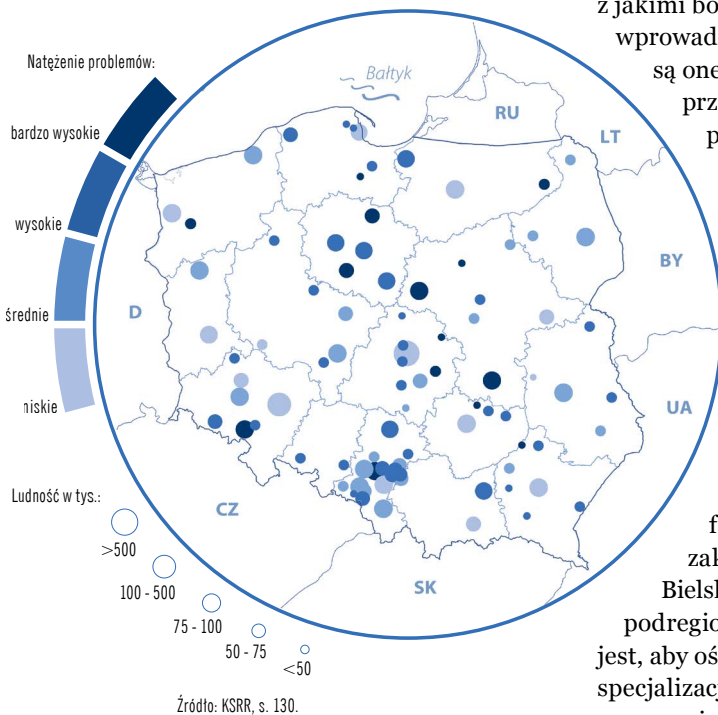 z jakimi bo
wprowad
są one
prz
p
Natężenie problemów:
bardzo wysokie
wysokie
średnie
niskie
Bałtyk
RU
LT
BY
D
UA
CZ
SK
Ludność w tys.:
>500
100 - 500
75 - 100
50 - 75
<50
f
zak
Bielsk
podregio
jest, aby oś
specjalizacj
Źródło: KSRR, s. 130.